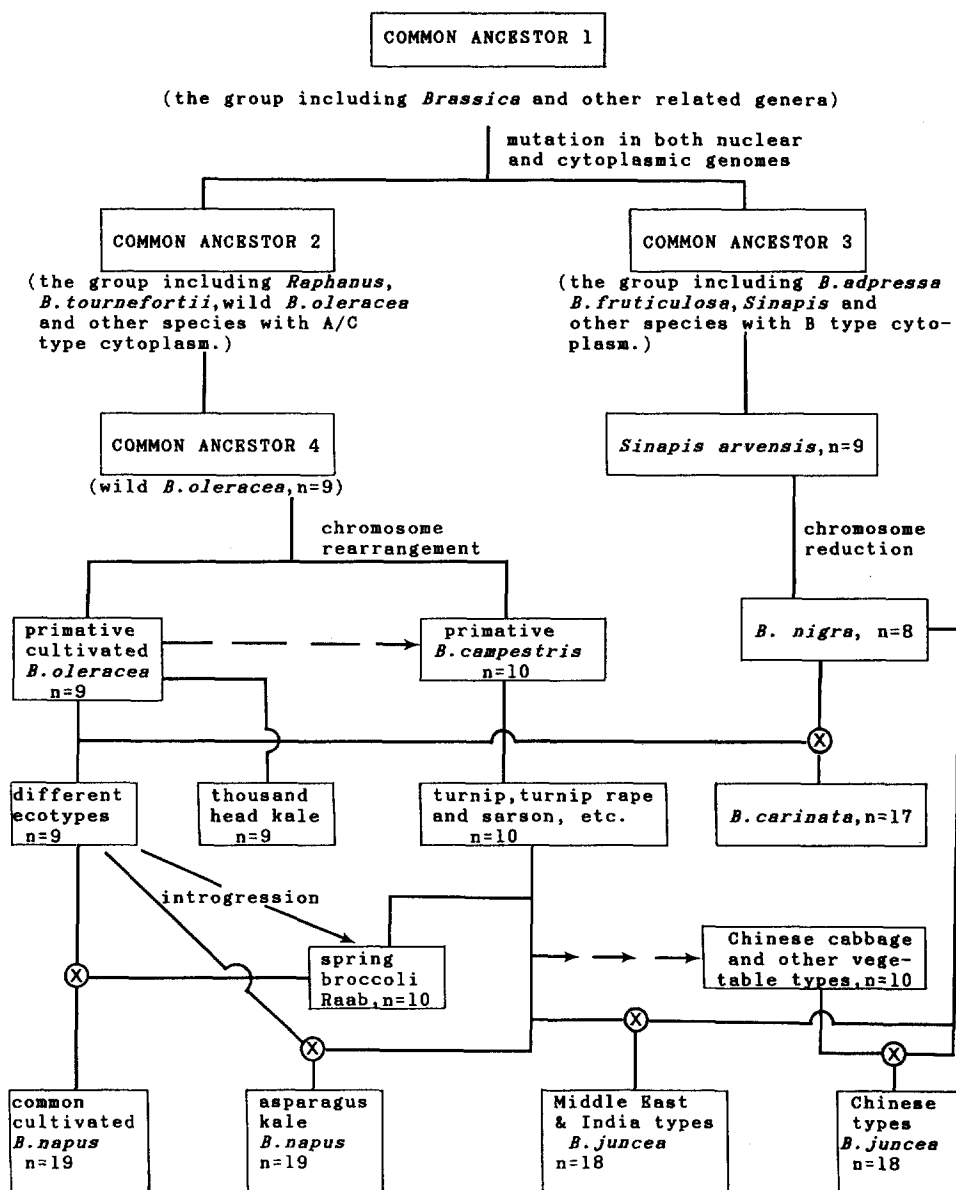 COMMON ANCESTOR 1
(the group including Brassica and other related genera)
mutation in both nuclear
and cytoplasmic genomes
COMMON ANCESTOR 2
(the group including Raphanus,
B.tournefortii,wild B.oleracea
and other species with A/C
type cytoplasm.)
COMMON ANCESTOR 3
(the group including B.adpressa
B.fruticulosa,Sinapis and
other species with B type cyto-
plasm.)
COMMON ANCESTOR 4
(wild B.oleracea,n=9)
Sinapis arvensis,n=9
chromosome
rearrangement
chromosome
reduction
primative
cultivated
B.oleracea
n=9
primative
B.campestris
n=10
B. nigra, n=8
X
different
ecotypes
n=9
thousand
head kale
n=9
turnip,turnip rape
and sarson, etc.
n=10
B.carinata,n=17
introgression
spring
broccoli
Raab,n=10
Chinese cabbage
and other vege-
table types,n=10
X
X
X
X
common
cultivated
B.napus
n=19
asparagus
kale
B.napus
n=19
Middle East
& India types
B.juncea
n=18
Chinese
types
B.juncea
n=18